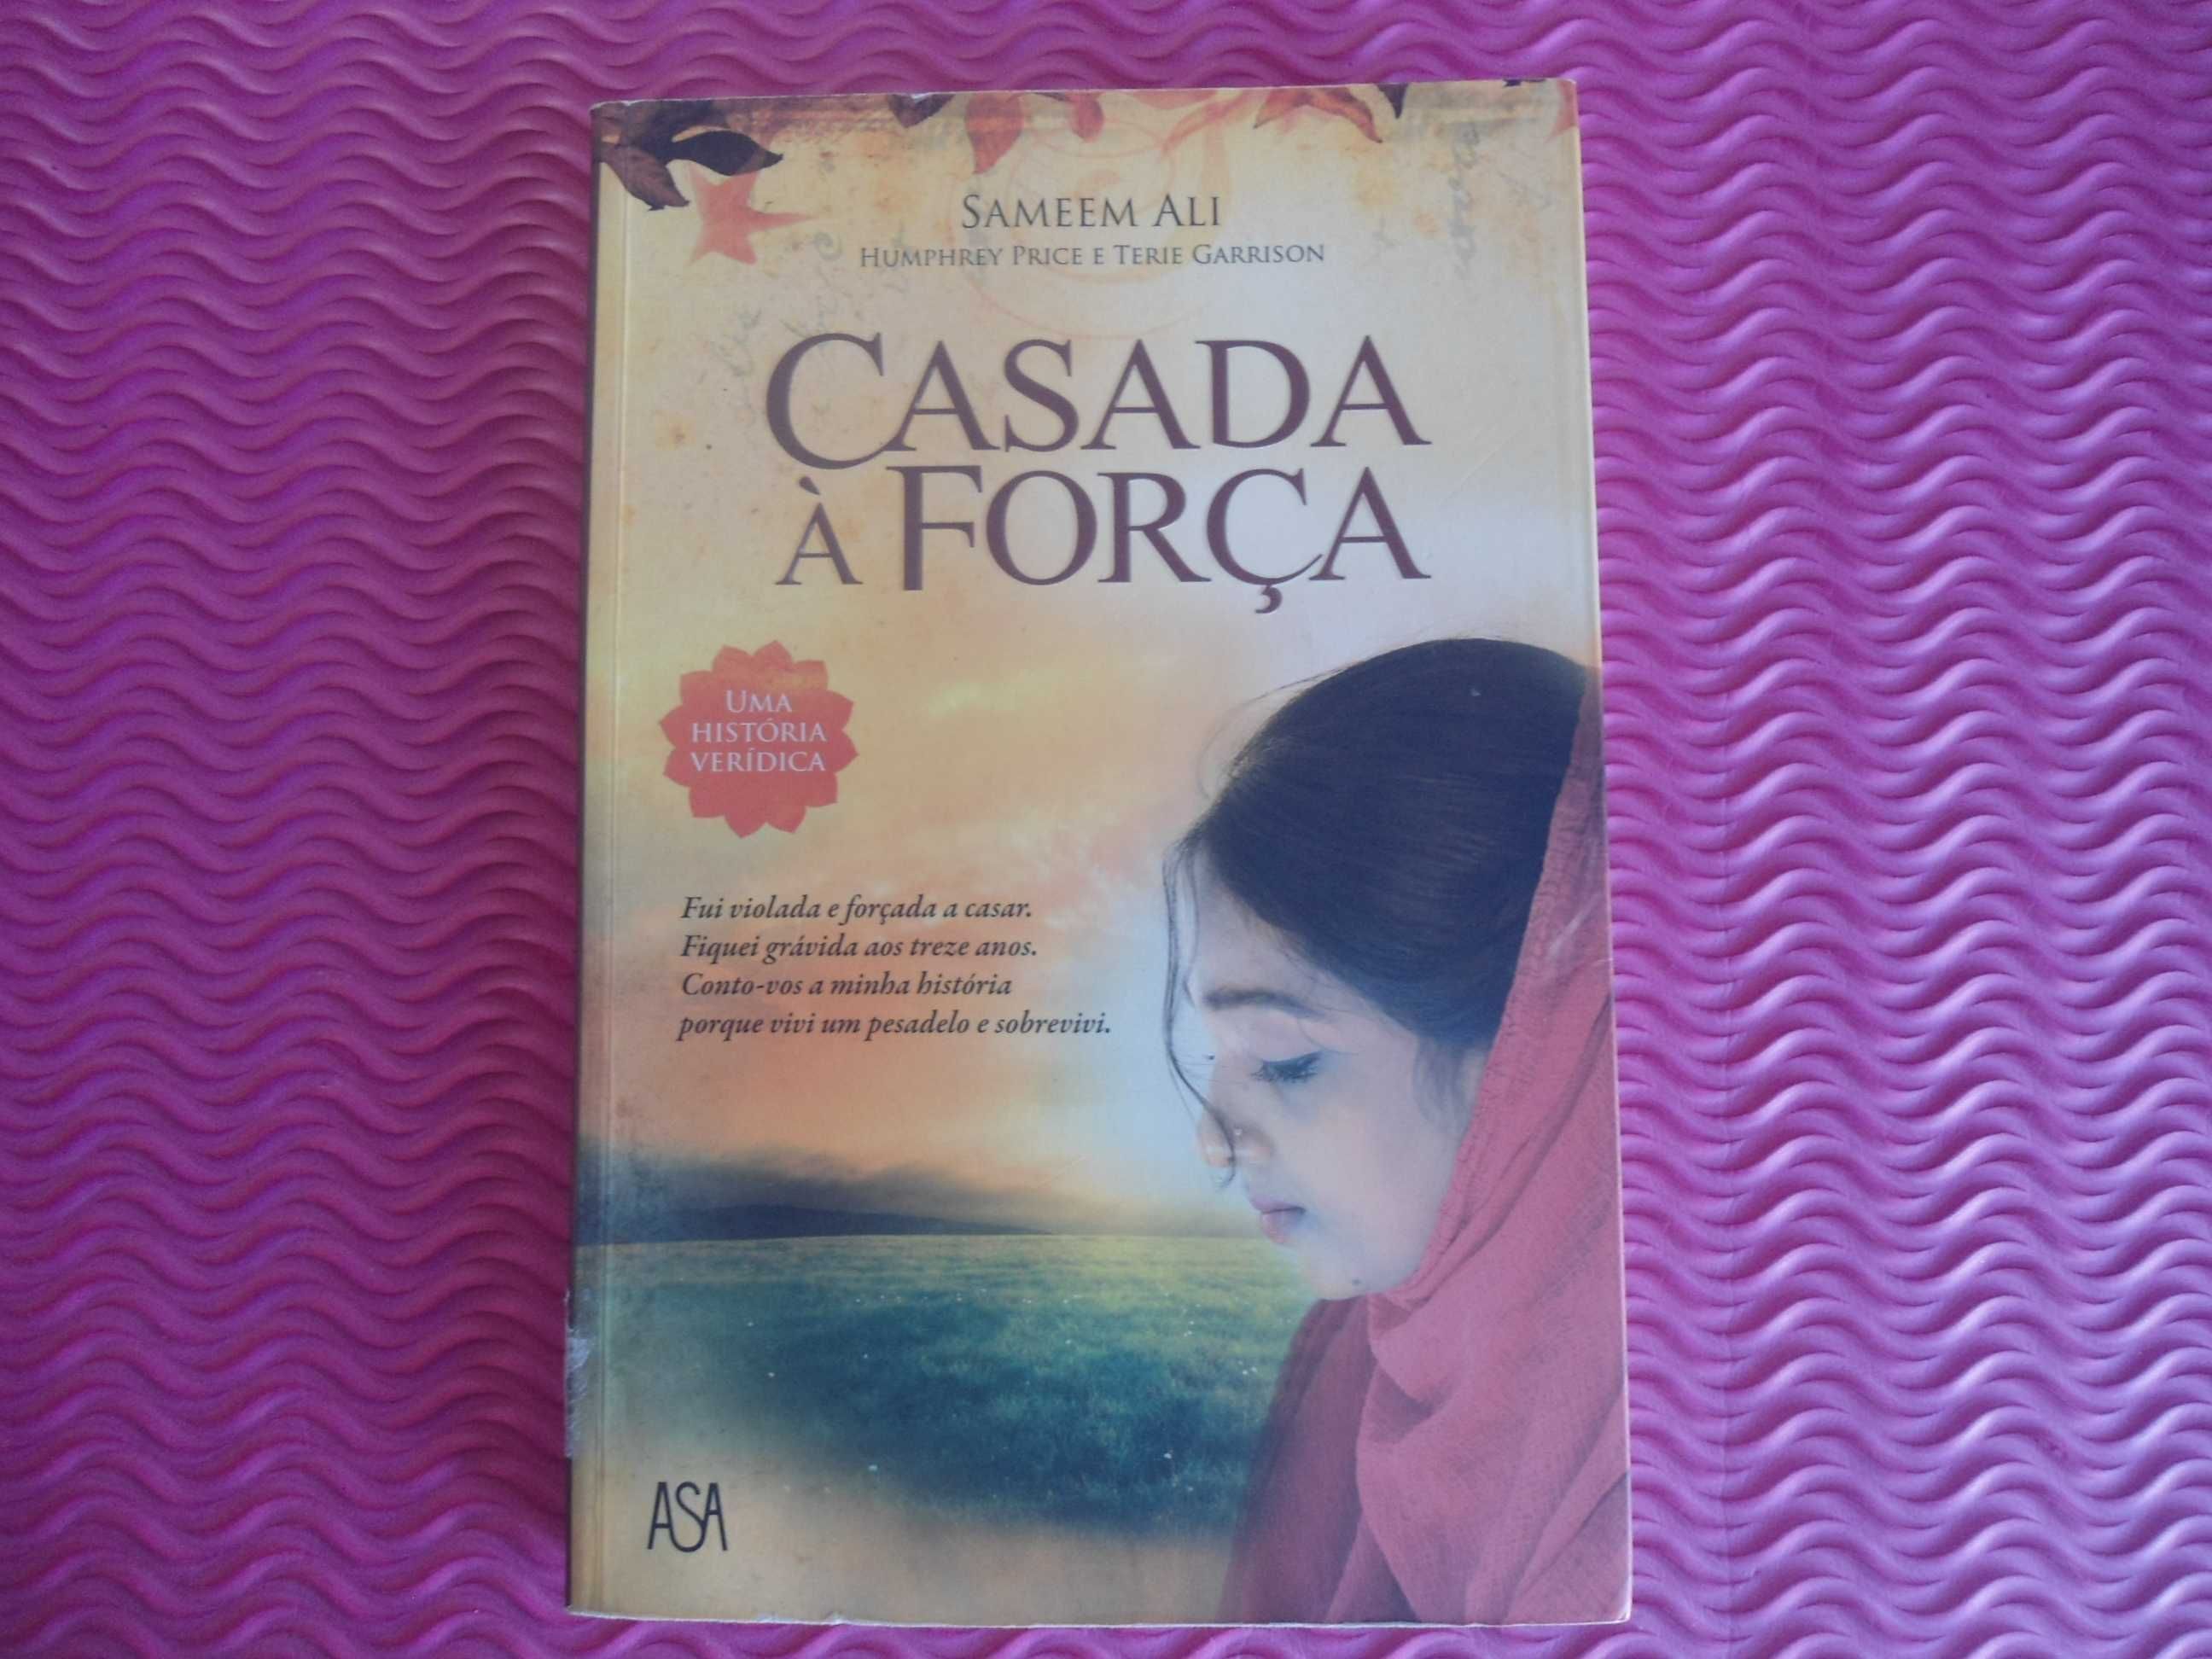 SAMEEM ALI
HUMPHREY PRICE E TERIE GARRISON
CASADA
À FORÇA
UMA
HISTÓRIA
VERÍDICA
Fui violada e forçada a casar.
Fiquei grávida aos treze anos.
Conto-vos a minha história
porque vivi um pesadelo e sobrevivi.
ASA